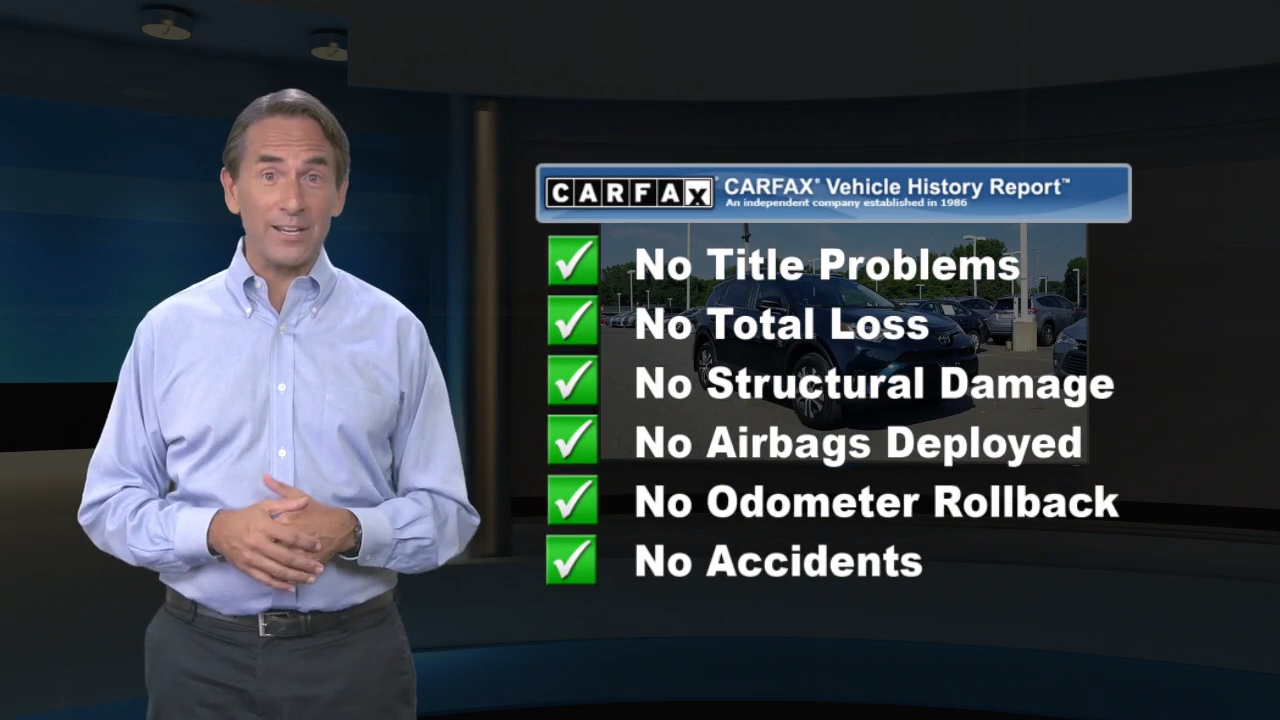 CARFAX
CARFAX® Vehicle History Report™
An independent company established in 1986
No Title Problems
No Total Loss
No Structural Damage
No Airbags Deployed
No Odometer Rollback
No Accidents